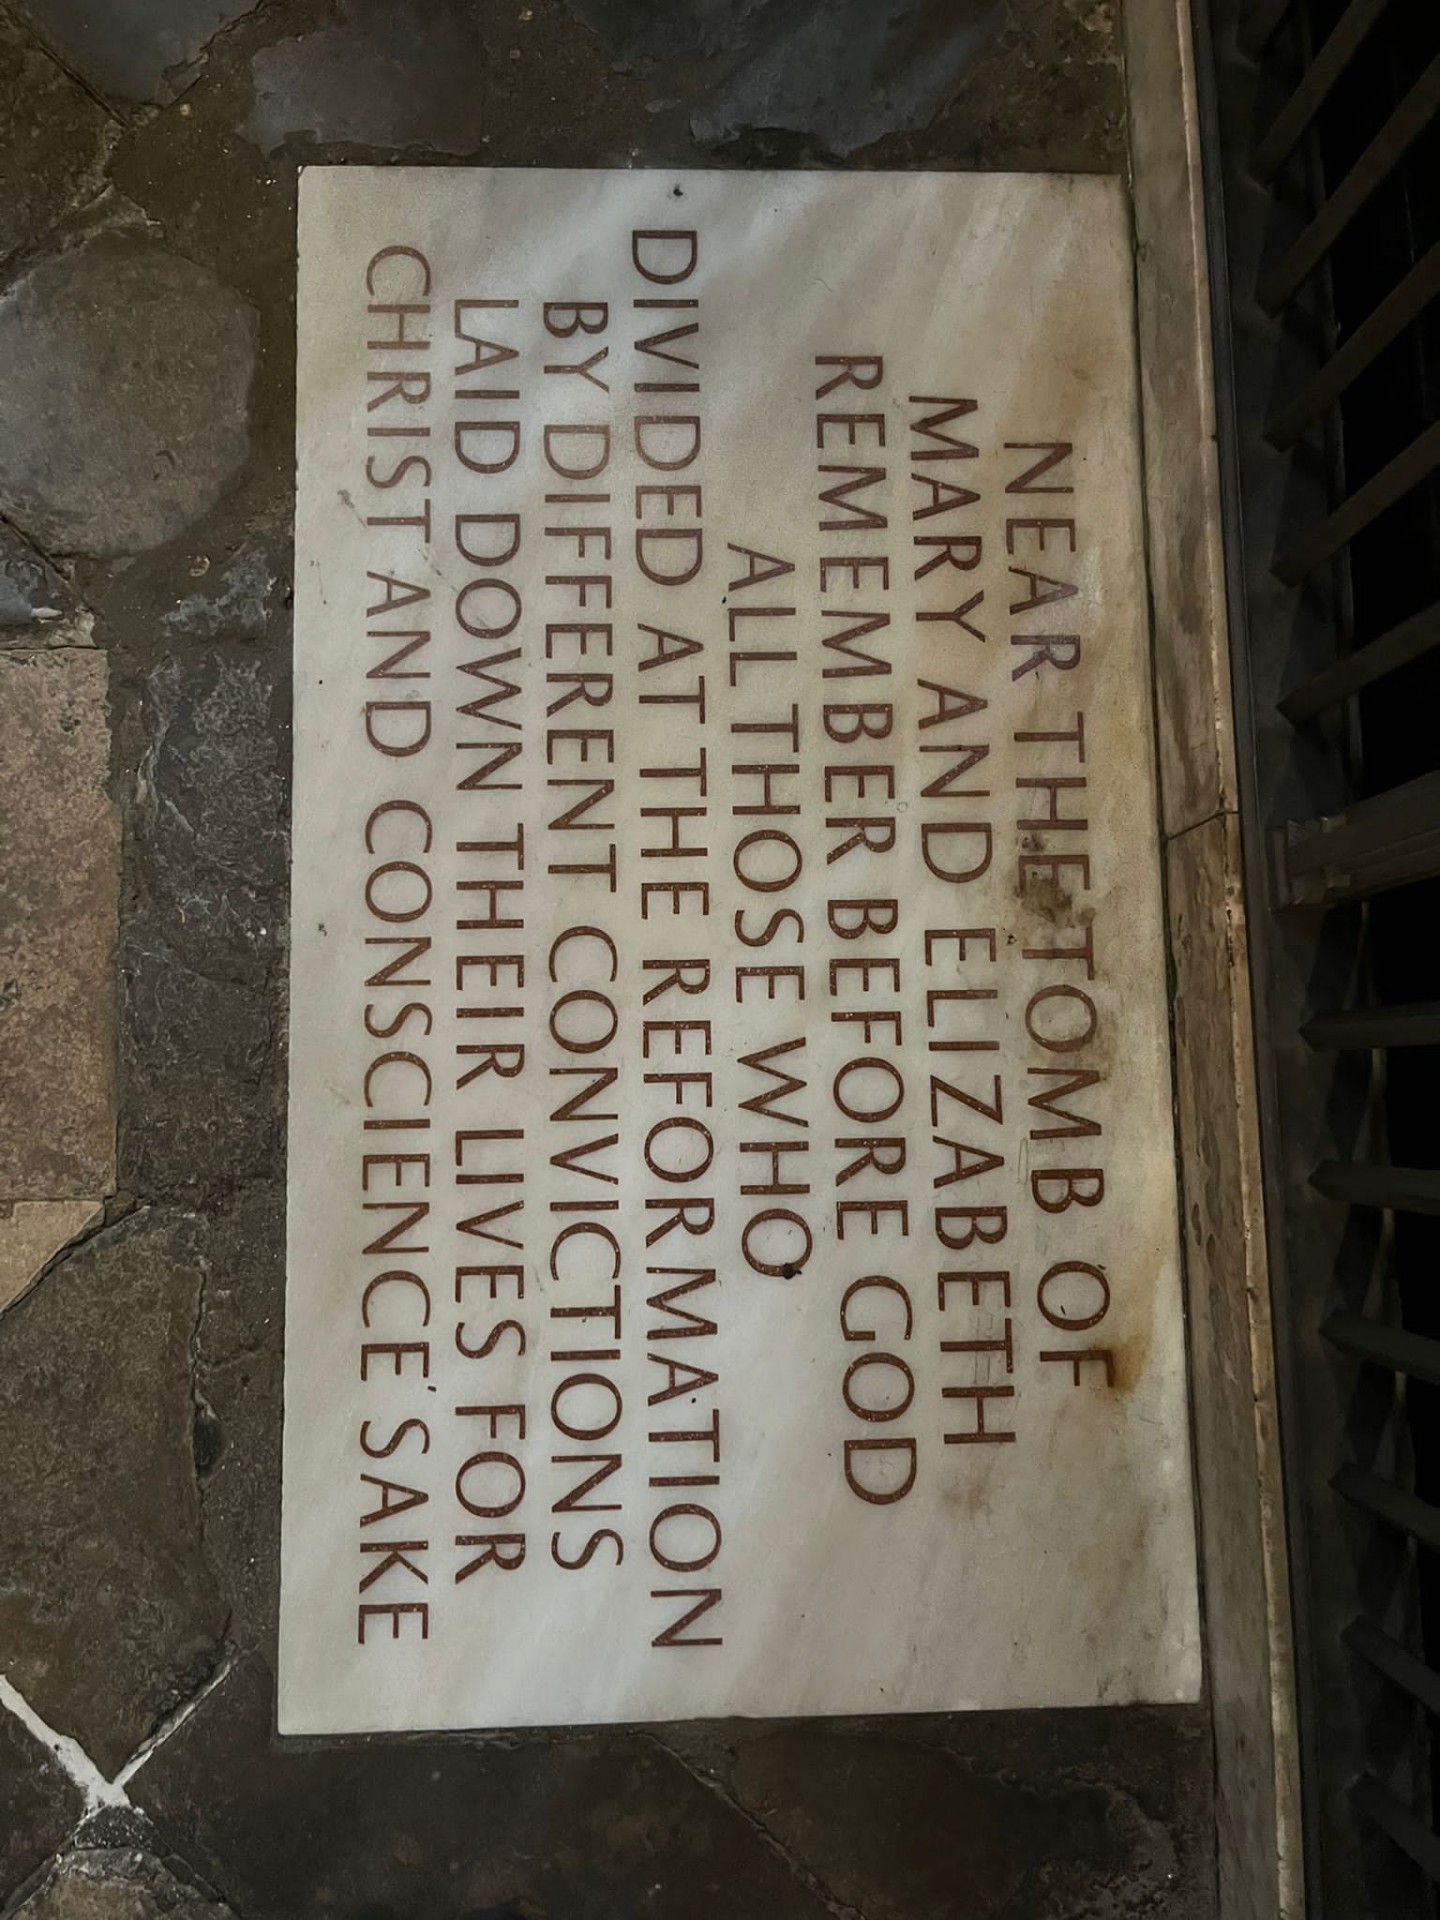 NEAR THE TOMB OF
MARY AND ELIZABETH
REMEMBER BEFORE GOD
ALL THOSE WHO
DIVIDED AT THE REFORMATION
BY DIFFERENT CONVICTIONS
LAID DOWN THEIR LIVES FOR
CHRIST AND CONSCIENCE' SAKE